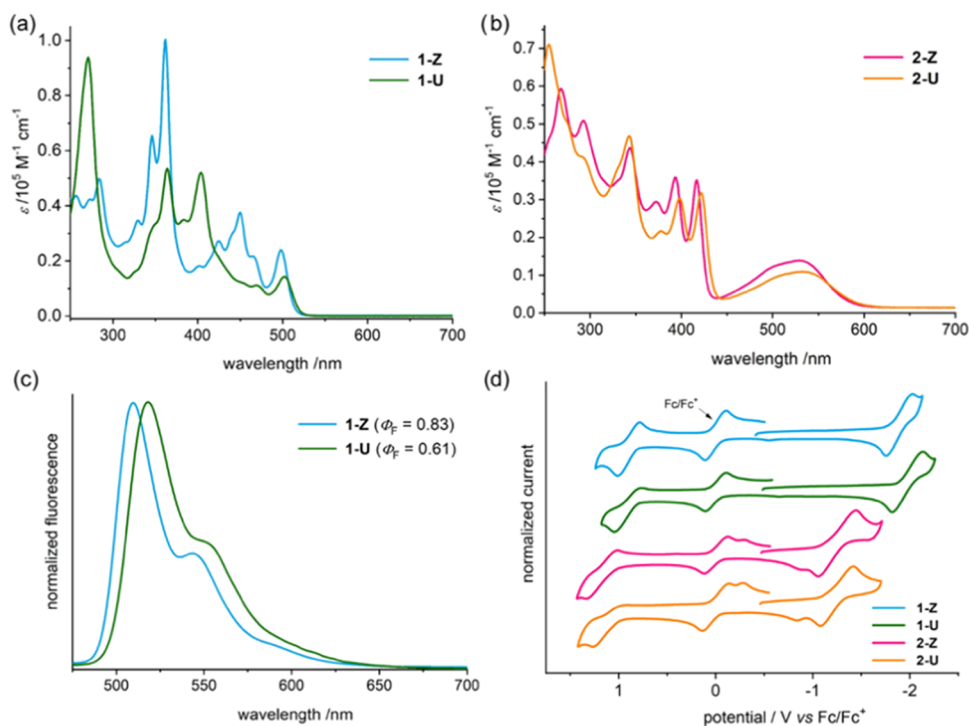 (a)
1-Z
1-U
ε /10⁵ M⁻¹ cm⁻¹
1.0
0.8
0.6
0.4
0.2
0.0
300
400
500
600
700
wavelength /nm
(b)
2-Z
2-U
ε /10⁵ M⁻¹ cm⁻¹
0.7
0.6
0.5
0.4
0.3
0.2
0.1
0.0
300
400
500
600
700
wavelength /nm
(c)
1-Z (ΦF = 0.83)
1-U (ΦF = 0.61)
normalized fluorescence
500
550
600
650
700
wavelength /nm
(d)
Fc/Fc⁺
normalized current
1-Z
1-U
2-Z
2-U
1
0
-1
-2
potential / V vs Fc/Fc⁺